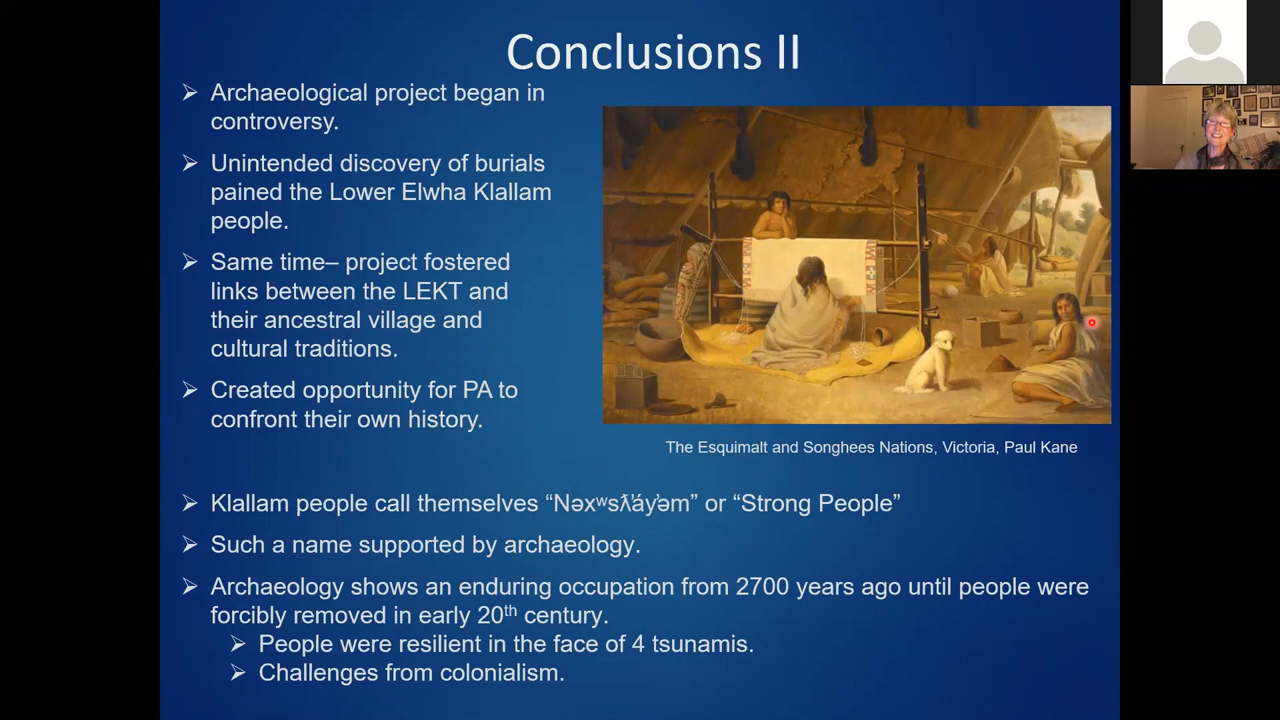 Conclusions II
➢ Archaeological project began in
controversy.
➢ Unintended discovery of burials
pained the Lower Elwha Klallam
people.
➢ Same time– project fostered
links between the LEKT and
their ancestral village and
cultural traditions.
➢ Created opportunity for PA to
confront their own history.
The Esquimalt and Songhees Nations, Victoria, Paul Kane
➢ Klallam people call themselves “Nəxʷsƛ̕áy̕əm” or “Strong People”
➢ Such a name supported by archaeology.
➢ Archaeology shows an enduring occupation from 2700 years ago until people were
forcibly removed in early 20th century.
➢ People were resilient in the face of 4 tsunamis.
➢ Challenges from colonialism.